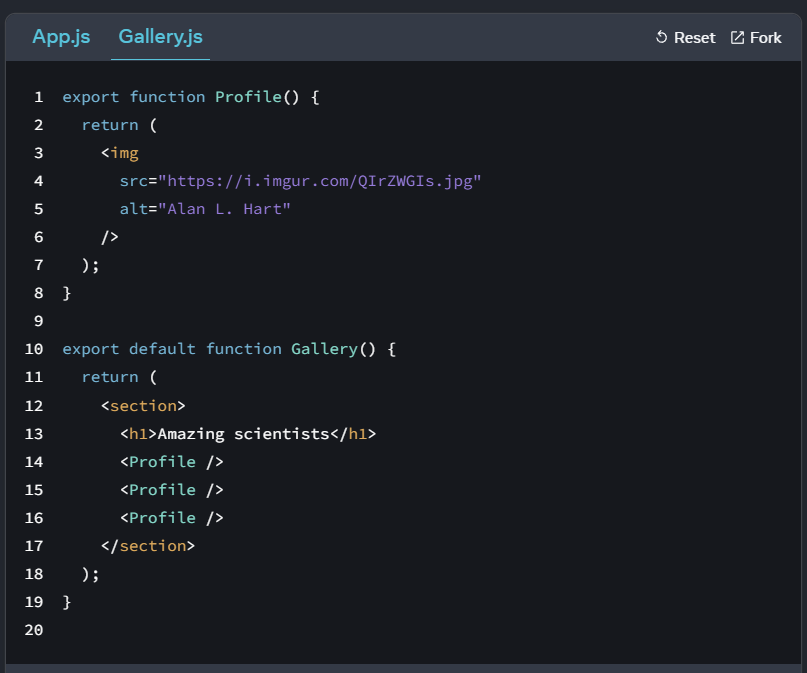 App.js Gallery.js Reset Fork
1 export function Profile() {
2   return (
3     <img
4       src="https://i.imgur.com/QIrZWGIs.jpg"
5       alt="Alan L. Hart"
6     />
7   );
8 }
9
10 export default function Gallery() {
11   return (
12     <section>
13       <h1>Amazing scientists</h1>
14       <Profile />
15       <Profile />
16       <Profile />
17     </section>
18   );
19 }
20